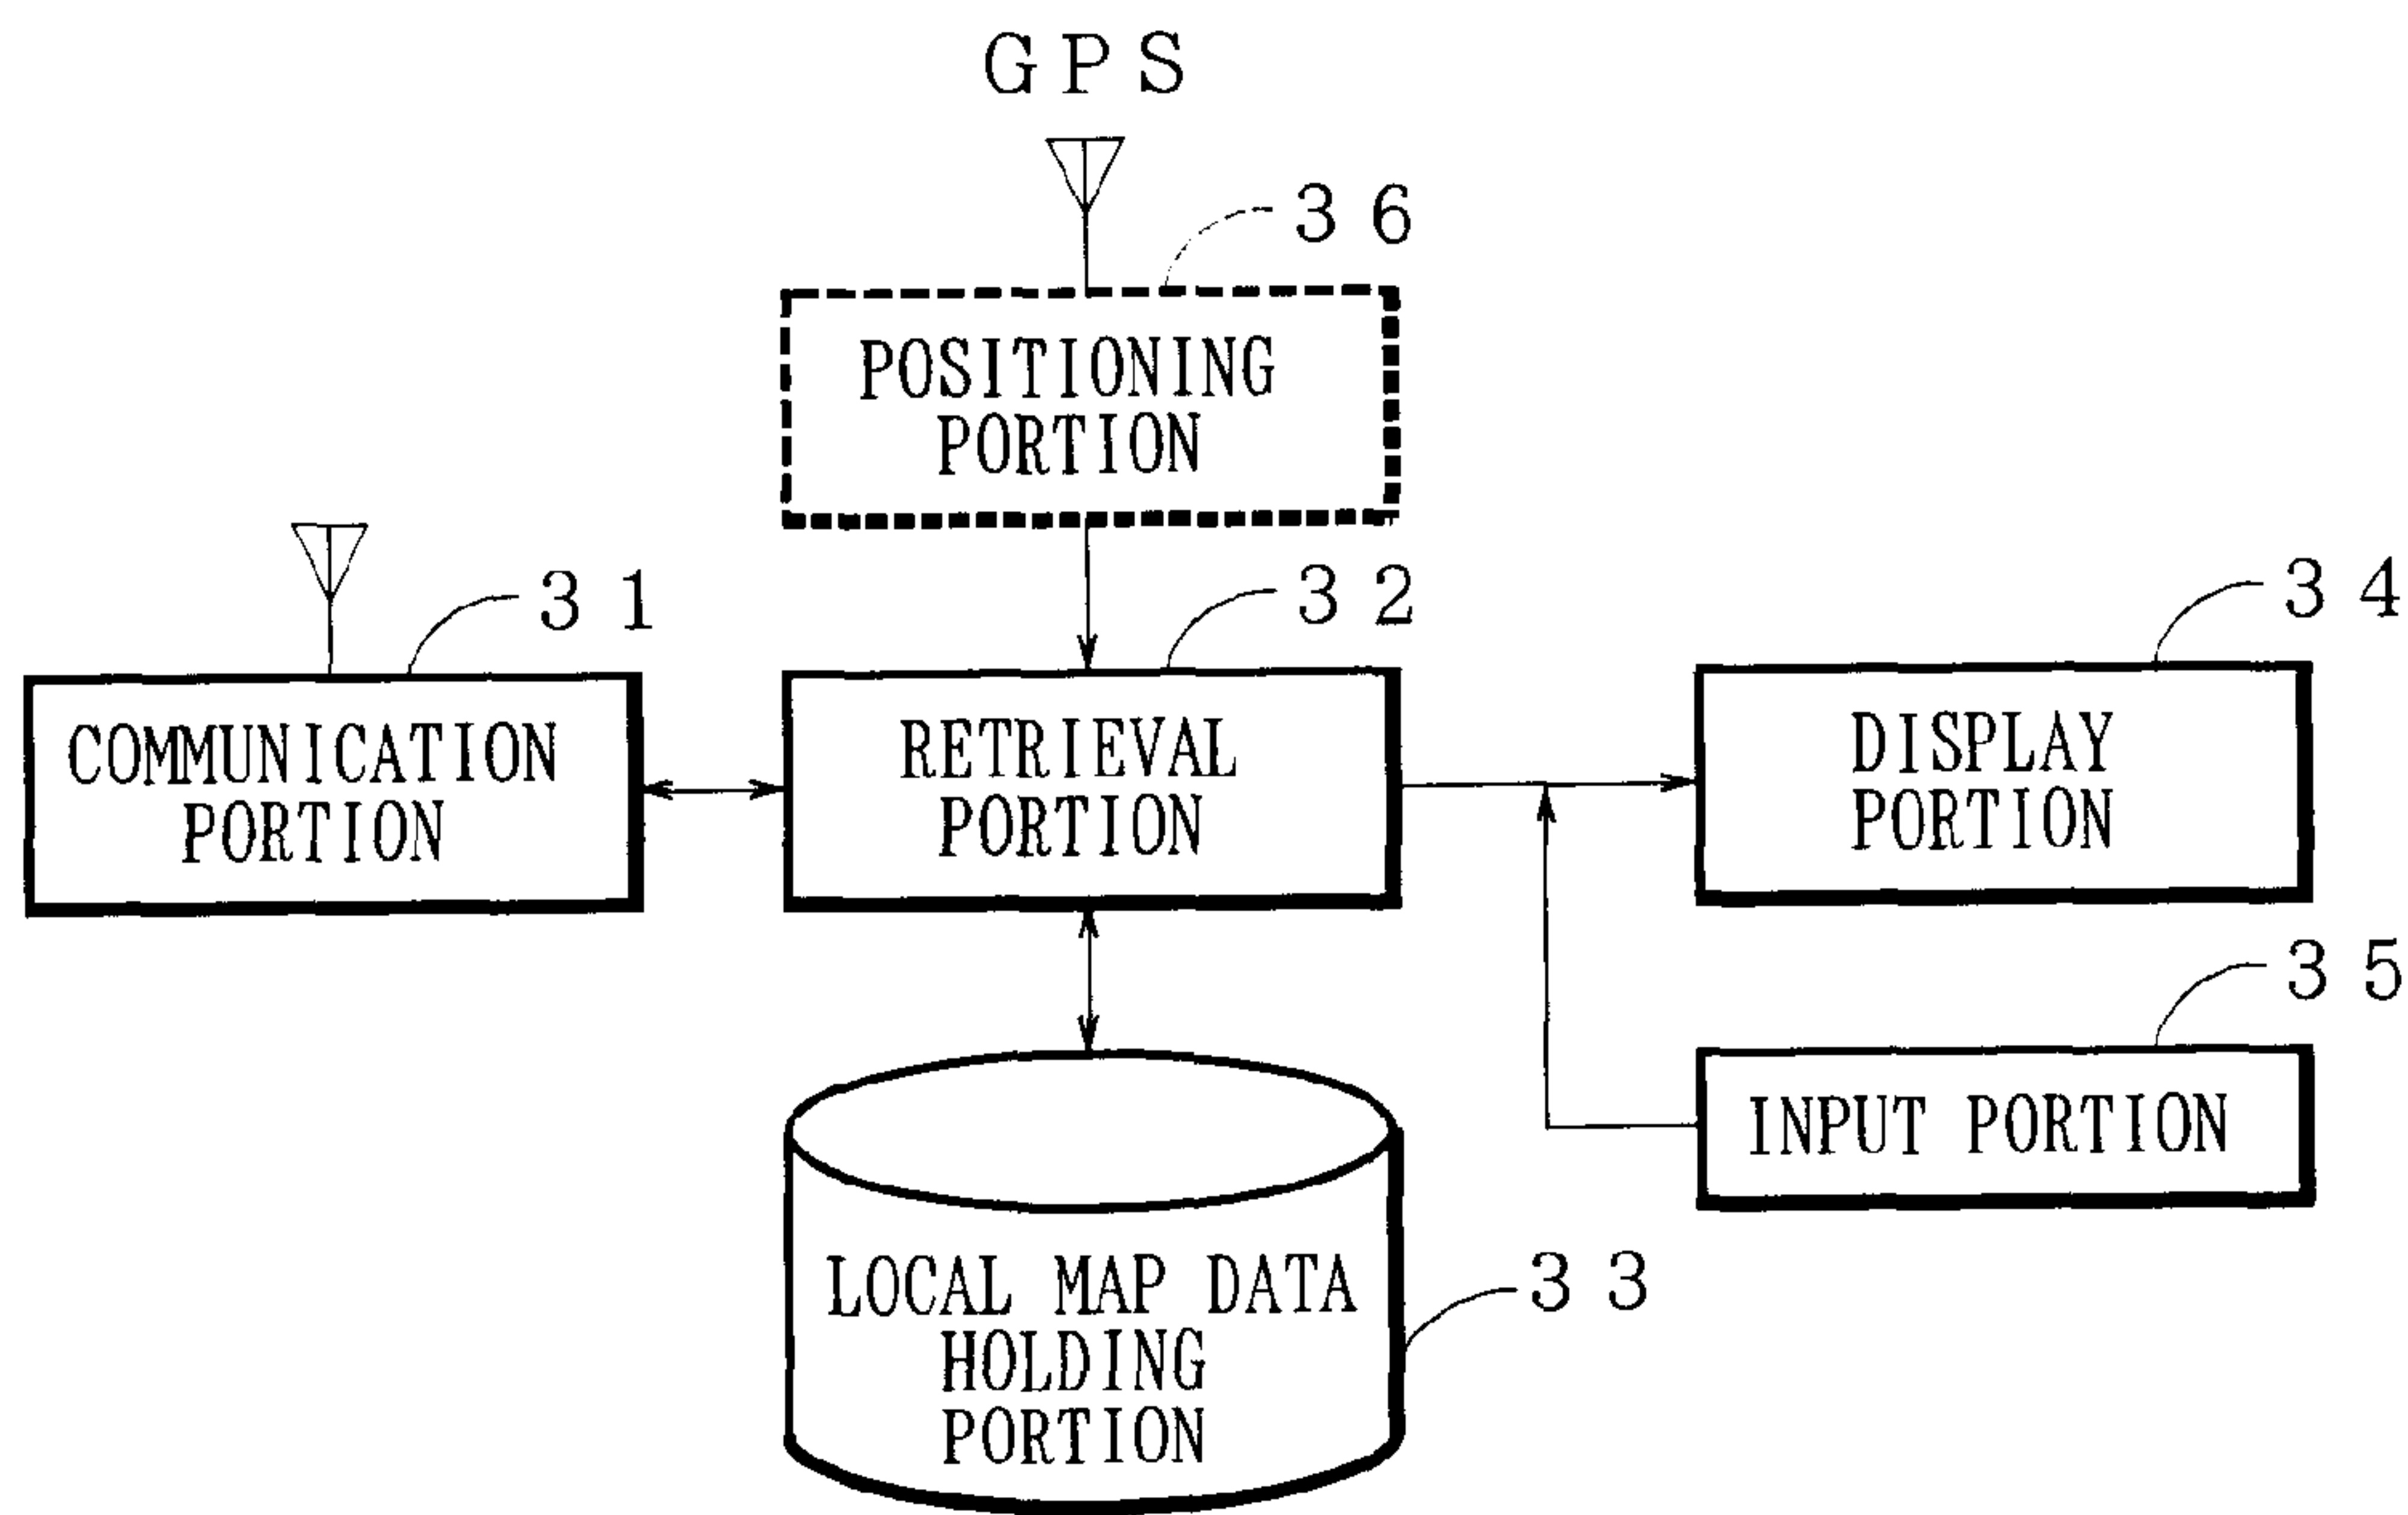 GPS
36
POSITIONING
PORTION
31
32
34
COMMUNICATION
PORTION
RETRIEVAL
PORTION
DISPLAY
PORTION
35
INPUT PORTION
LOCAL MAP DATA
HOLDING
PORTION
33